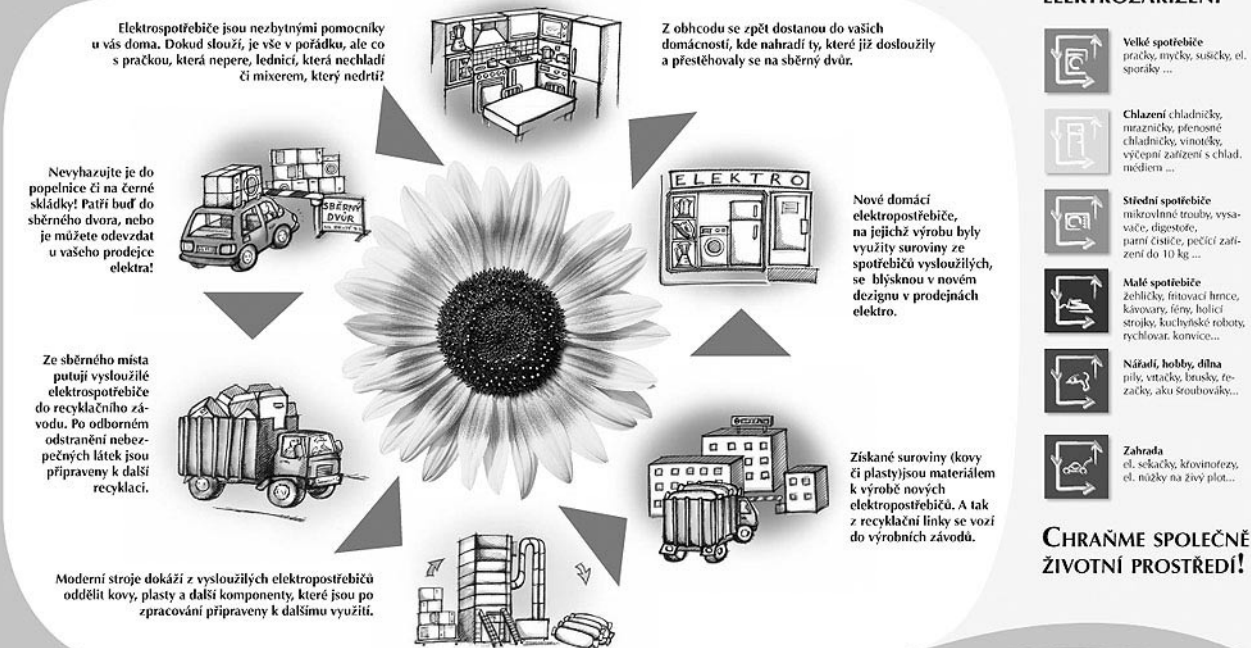 Elektrospotřebiče jsou nezbytnými pomocníky
u vás doma. Dokud slouží, je vše v pořádku, ale co
s pračkou, která nepere, lednicí, která nechladí
či mixerem, který nedrtí?
Z obhcodu se zpět dostanou do vašich
domácností, kde nahradí ty, které již dosloužily
a přestěhovaly se na sběrný dvůr.
Nevyhazujte je do
popelnice či na černé
skládky! Patří buď do
sběrného dvora, nebo
je můžete odevzdat
u vašeho prodejce
elektra!
SBĚRNÝ
DVŮR
ELEKTRO
Nové domácí
elektropostřebiče,
na jejichž výrobu byly
využity suroviny ze
spotřebičů vysloužilých,
se blýsknou v novém
dezignu v prodejnách
elektro.
Ze sběrného místa
putují vysloužilé
elektrospotřebiče
do recyklačního zá-
vodu. Po odborném
odstranění nebez-
pečných látek jsou
připraveny k další
recyklaci.
Získané suroviny (kovy
či plasty)jsou materiálem
k výrobě nových
elektropostřebičů. A tak
z recyklační linky se vozí
do výrobních závodů.
Moderní stroje dokáží z vysloužilých elektropostřebičů
oddělit kovy, plasty a další komponenty, které jsou po
zpracování připraveny k dalšímu využití.
Velké spotřebiče
pračky, myčky, sušičky, el.
sporáky ...
Chlazení chladničky,
mrazničky, přenosné
chladničky, vinotéky,
výčepní zařízení s chlad.
médiem ...
Střední spotřebiče
mikrovlnné trouby, vysa-
vače, digestoře,
parní čističe, pečící zaří-
zení do 10 kg ...
Malé spotřebiče
žehličky, fritovací hrnce,
kávovary, fény, holicí
strojky, kuchyňské roboty,
rychlovar. konvice...
Nářadí, hobby, dílna
pily, vrtačky, brusky, ře-
začky, aku šroubováky...
Zahrada
el. sekačky, křovinořezy,
el. nůžky na živý plot...
CHRAŇME SPOLEČNĚ
ŽIVOTNÍ PROSTŘEDÍ!